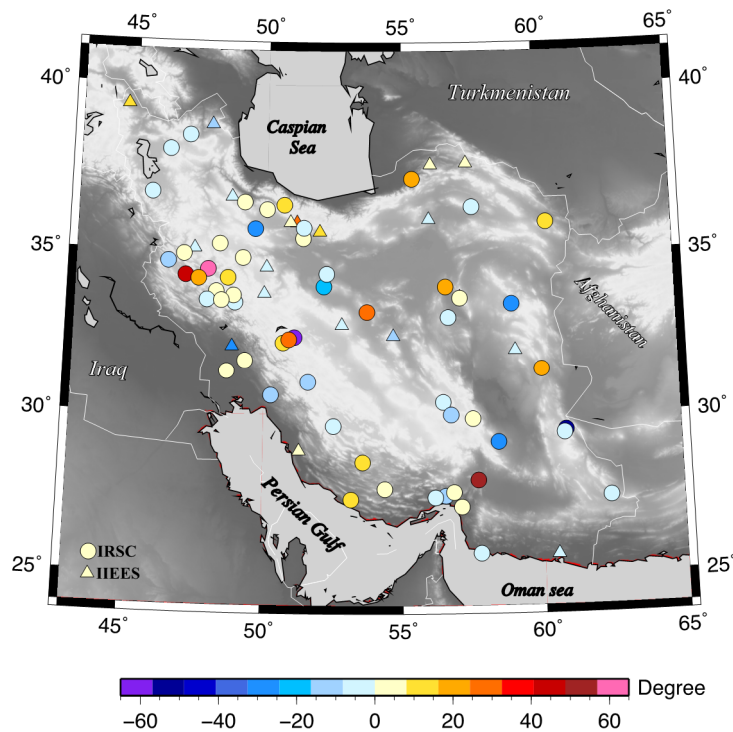 45° 50° 55° 60° 65°
40° 40°
Turkmenistan
Caspian
Sea
35° 35°
Afghanistan
Iraq
30° 30°
Persian Gulf
IRSC
IIEES
25° 25°
Oman sea
45° 50° 55° 60° 65°
Degree
−60 −40 −20 0 20 40 60